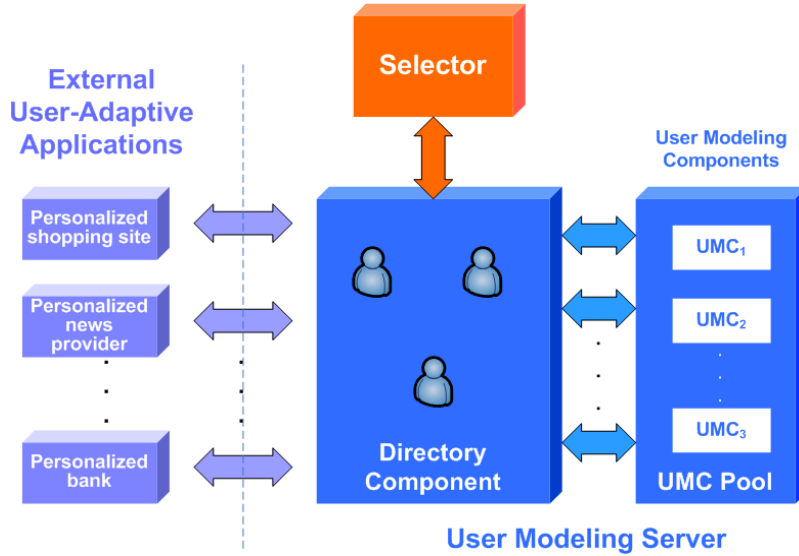 Selector
External
User-Adaptive
Applications
User Modeling
Components
Personalized
shopping site
UMC₁
Personalized
news
provider
UMC₂
UMC₃
Personalized
bank
Directory
Component
UMC Pool
User Modeling Server